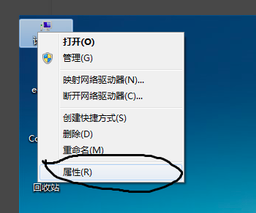 打开(O)
管理(G)
映射网络驱动器(N)...
断开网络驱动器(C)...
创建快捷方式(S)
删除(D)
重命名(M)
属性(R)
回收站